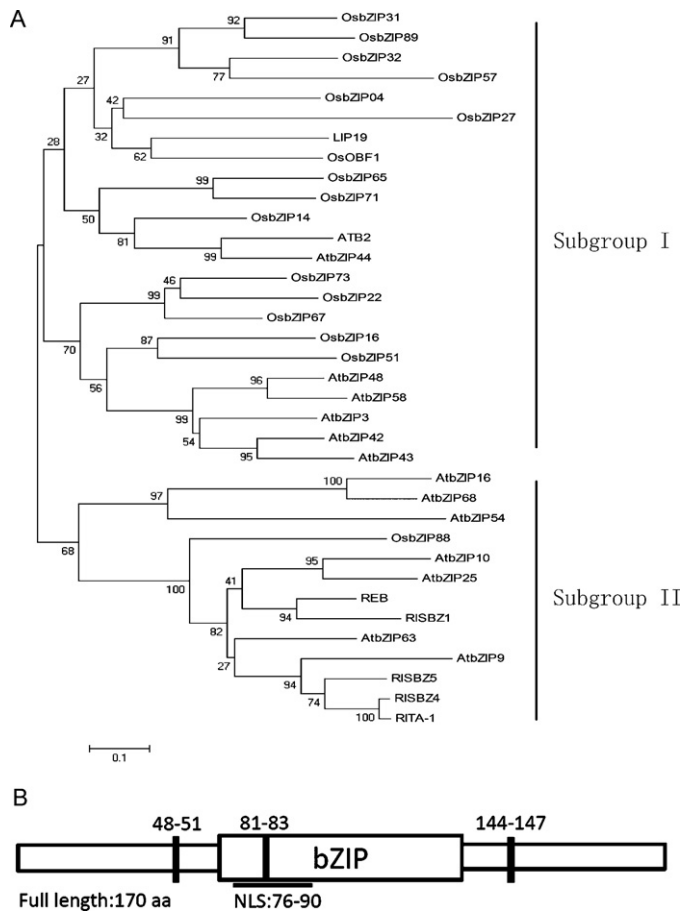 A
OsbZIP31
92
OsbZIP89
91
OsbZIP32
77
OsbZIP57
27
OsbZIP04
42
OsbZIP27
28
32
LIP19
62
OsOBF1
OsbZIP65
99
OsbZIP71
50
OsbZIP14
81
ATB2
99
AtbZIP44
Subgroup I
OsbZIP73
46
OsbZIP22
99
OsbZIP67
70
OsbZIP16
87
OsbZIP51
56
AtbZIP48
96
AtbZIP58
99
AtbZIP3
54
AtbZIP42
95
AtbZIP43
AtbZIP16
100
AtbZIP68
97
AtbZIP54
68
OsbZIP88
100
AtbZIP10
95
AtbZIP25
41
REB
94
RISBZ1
Subgroup II
82
AtbZIP63
27
AtbZIP9
94
RISBZ5
74
RISBZ4
100
RITA-1
0.1
B
48-51 81-83 144-147
bZIP
Full length:170 aa NLS:76-90